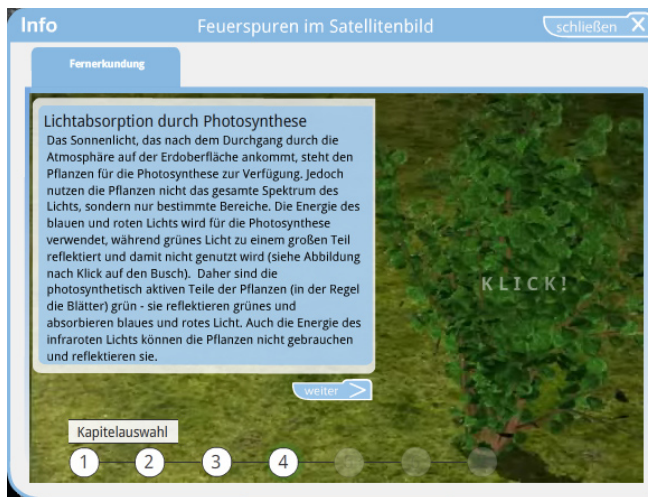 Info
Feuerspuren im Satellitenbild
schließen X
Fernerkundung
Lichtabsorption durch Photosynthese
Das Sonnenlicht, das nach dem Durchgang durch die
Atmosphäre auf der Erdoberfläche ankommt, steht den
Pflanzen für die Photosynthese zur Verfügung. Jedoch
nutzen die Pflanzen nicht das gesamte Spektrum des
Lichts, sondern nur bestimmte Bereiche. Die Energie des
blauen und roten Lichts wird für die Photosynthese
verwendet, während grünes Licht zu einem großen Teil
reflektiert und damit nicht genutzt wird (siehe Abbildung
nach Klick auf den Busch). Daher sind die
photosynthetisch aktiven Teile der Pflanzen (in der Regel
die Blätter) grün - sie reflektieren grünes und
absorbieren blaues und rotes Licht. Auch die Energie des
infraroten Lichts können die Pflanzen nicht gebrauchen
und reflektieren sie.
KLICK!
weiter >
Kapitelauswahl
1 2 3 4